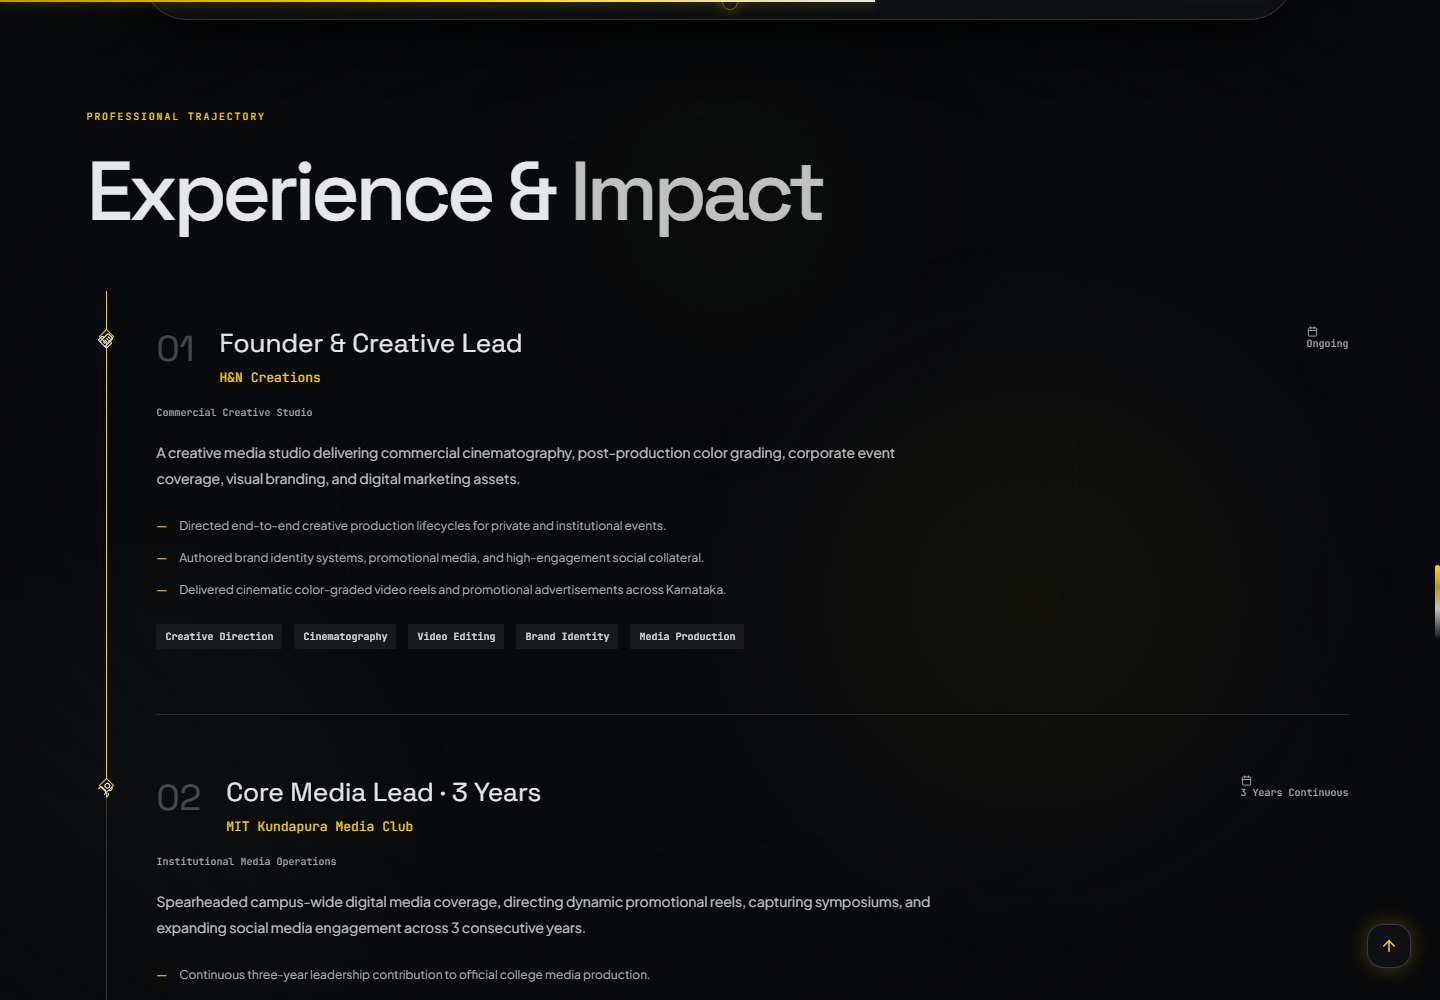 PROFESSIONAL TRAJECTORY
Experience & Impact
01 Founder & Creative Lead
Ongoing
H&N Creations
Commercial Creative Studio
A creative media studio delivering commercial cinematography, post-production color grading, corporate event
coverage, visual branding, and digital marketing assets.
— Directed end-to-end creative production lifecycles for private and institutional events.
— Authored brand identity systems, promotional media, and high-engagement social collateral.
— Delivered cinematic color-graded video reels and promotional advertisements across Karnataka.
Creative Direction Cinematography Video Editing Brand Identity Media Production
02 Core Media Lead · 3 Years
3 Years Continuous
MIT Kundapura Media Club
Institutional Media Operations
Spearheaded campus-wide digital media coverage, directing dynamic promotional reels, capturing symposiums, and
expanding social media engagement across 3 consecutive years.
— Continuous three-year leadership contribution to official college media production.